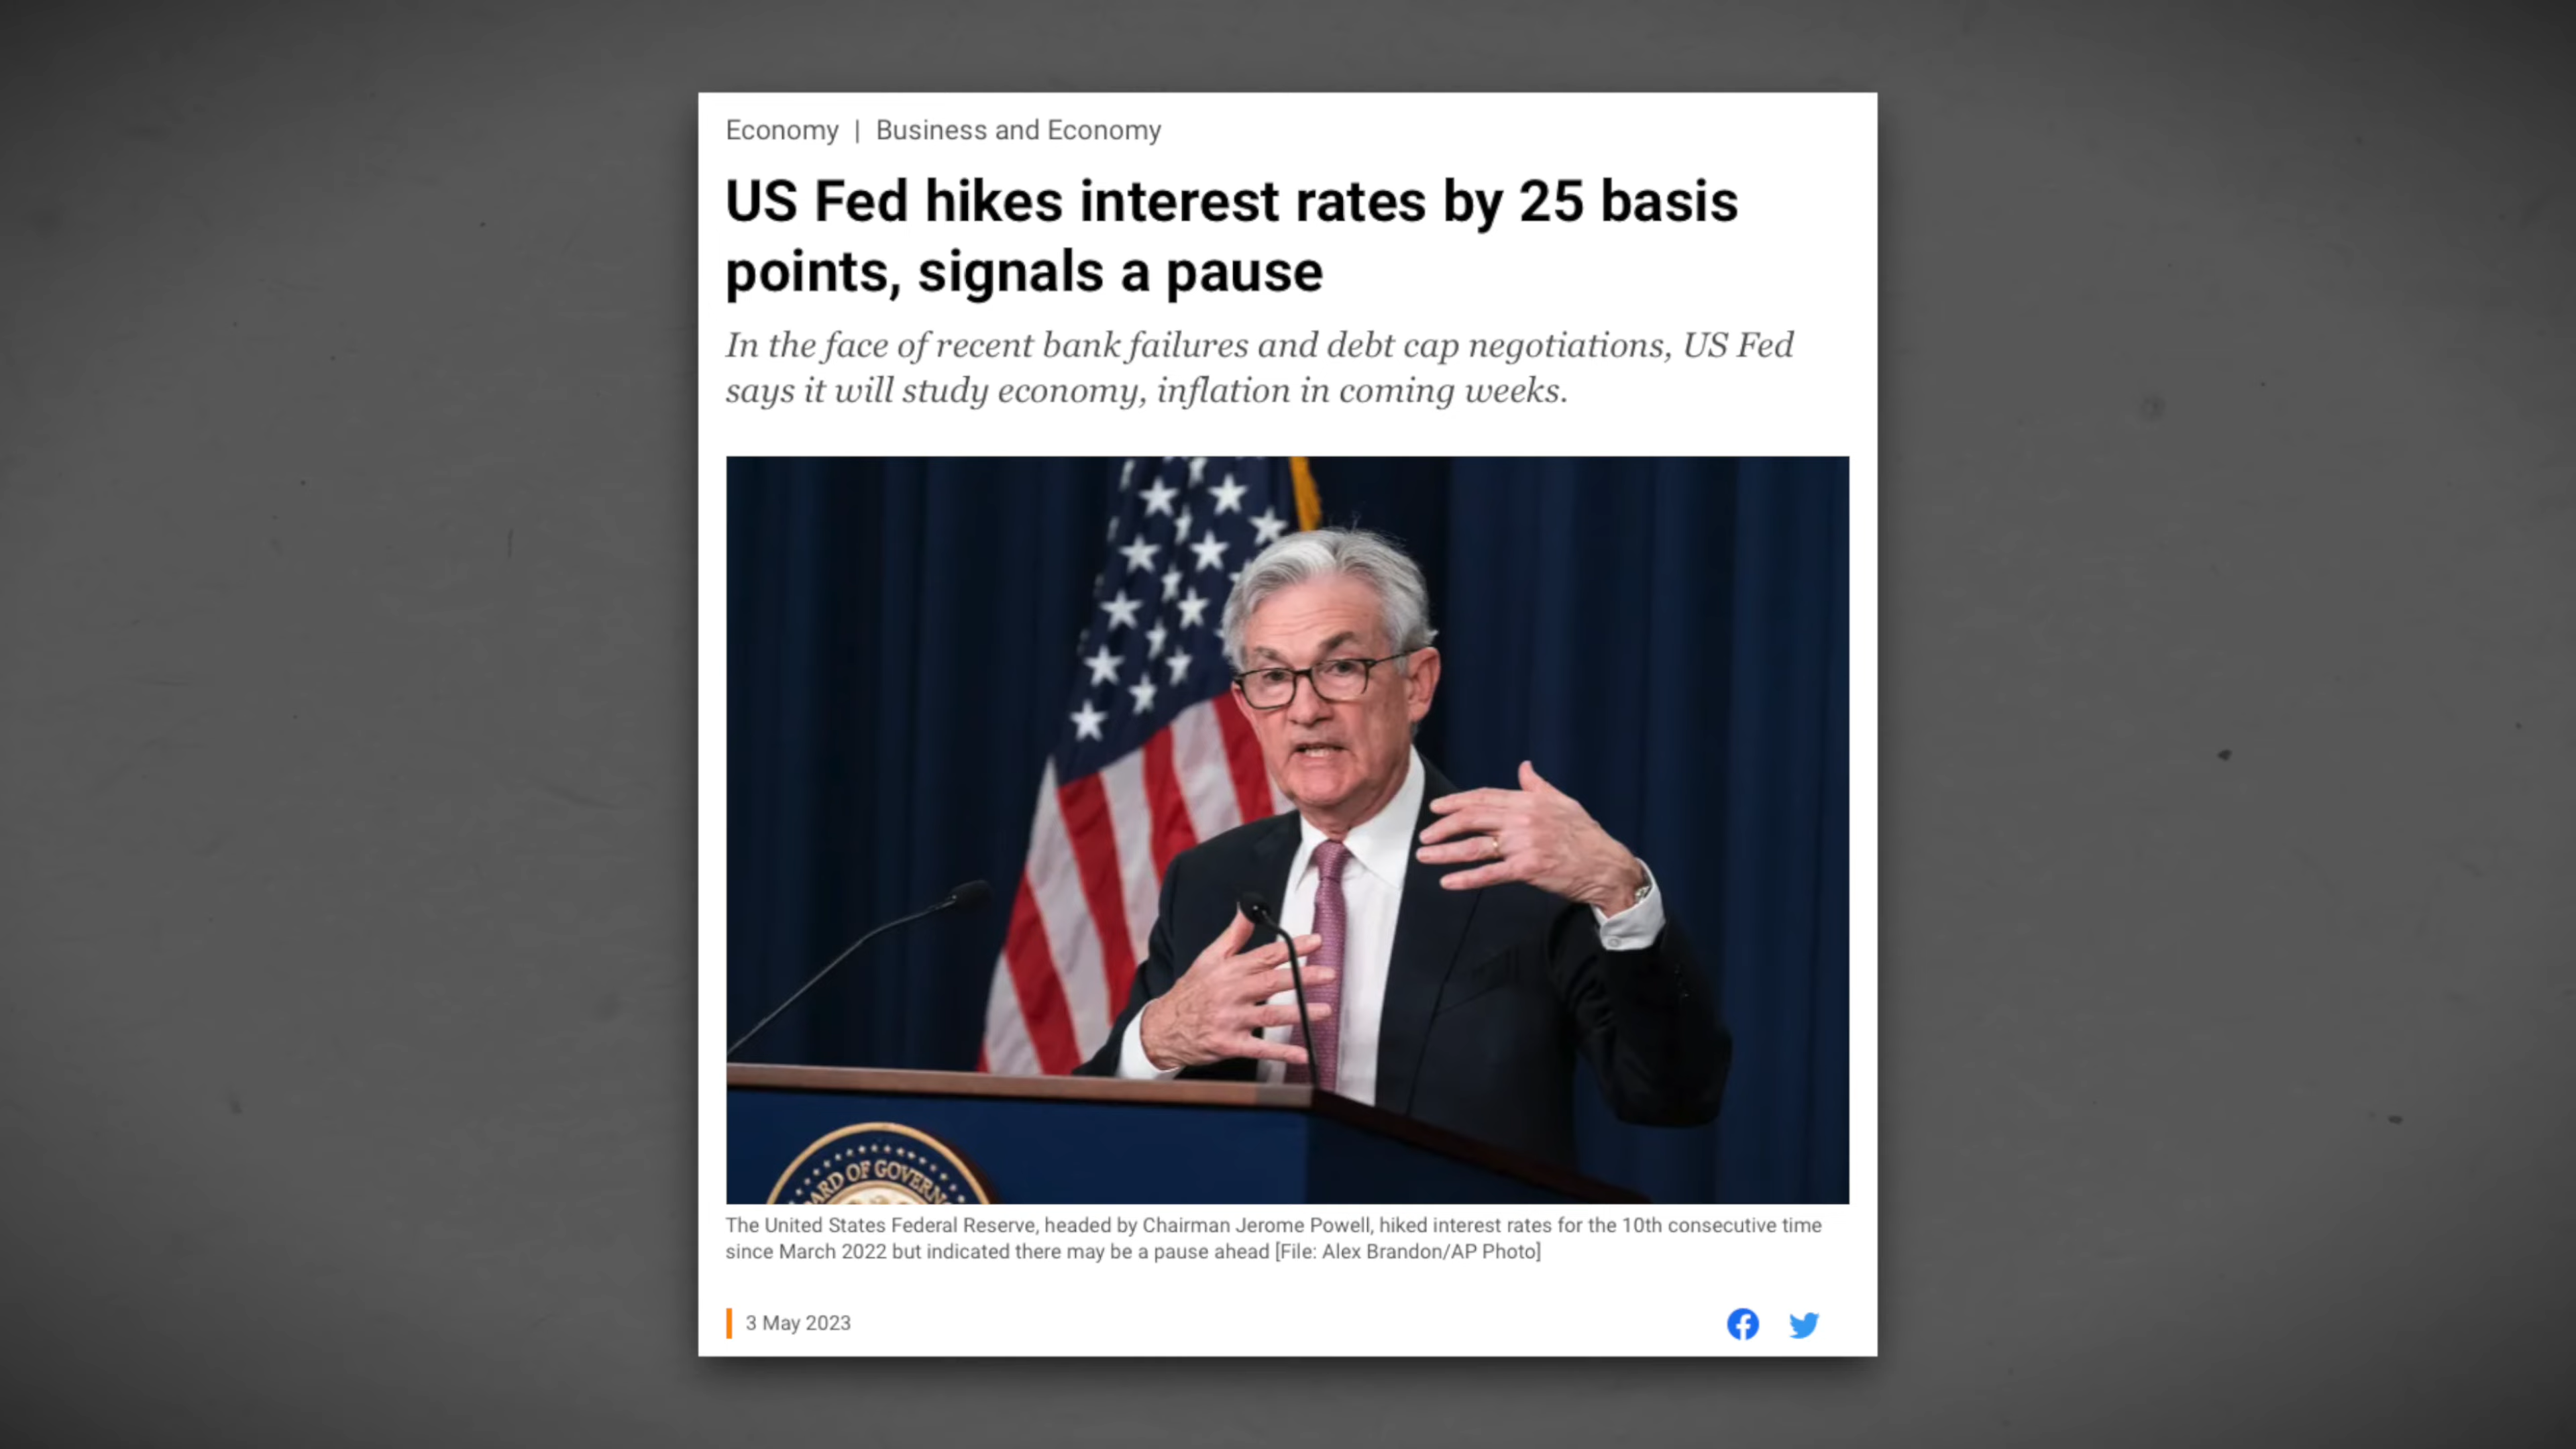 Economy | Business and Economy
US Fed hikes interest rates by 25 basis
points, signals a pause
In the face of recent bank failures and debt cap negotiations, US Fed
says it will study economy, inflation in coming weeks.
ARD OF GOVERN
The United States Federal Reserve, headed by Chairman Jerome Powell, hiked interest rates for the 10th consecutive time
since March 2022 but indicated there may be a pause ahead [File: Alex Brandon/AP Photo]
3 May 2023